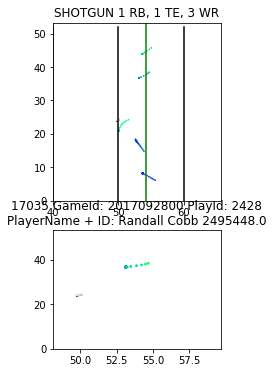 SHOTGUN 1 RB, 1 TE, 3 WR
50
40
30
20
10
0
40 50 60
17035 GameId: 2017092800 PlayId: 2428
PlayerName + ID: Randall Cobb 2495448.0
40
20
0
50.0 52.5 55.0 57.5